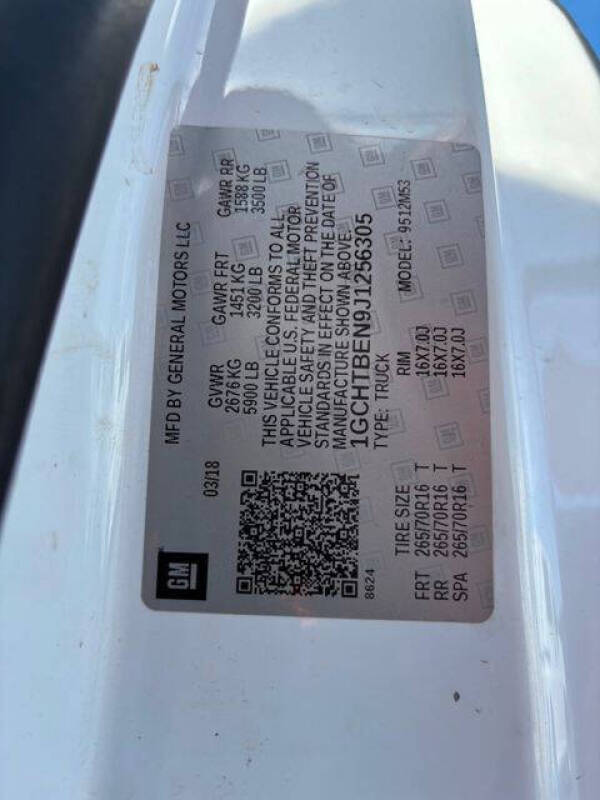 GM
MFD BY GENERAL MOTORS LLC
03/18
GVWR GAWR FRT GAWR RR
2676 KG 1451 KG 1588 KG
5900 LB 3200 LB 3500 LB
THIS VEHICLE CONFORMS TO ALL
APPLICABLE U.S. FEDERAL MOTOR
VEHICLE SAFETY AND THEFT PREVENTION
STANDARDS IN EFFECT ON THE DATE OF
MANUFACTURE SHOWN ABOVE.
1GCHTBEN9J1256305
TYPE: TRUCK MODEL: 9512M53
8624
TIRE SIZE RIM
FRT 265/70R16 T 16X7.0J
RR 265/70R16 T 16X7.0J
SPA 265/70R16 T 16X7.0J